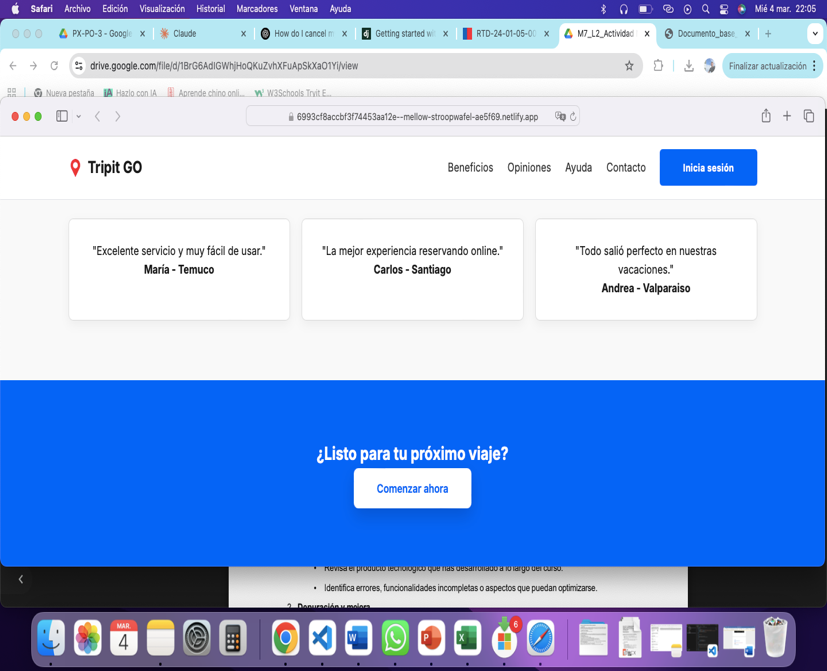 Safari Archivo Edición Visualización Historial Marcadores Ventana Ayuda Mié 4 mar. 22:05
PX-PO-3 - Google Claude How do I cancel m Getting started wi RTD-24-01-05-00 M7_L2_Actividad Documento_base_
drive.google.com/file/d/1BrG6AdIGWhjHoQKuZvhXFuApSkXaO1Yi/view Finalizar actualización
Nueva pestaña Hazlo con IA Aprende chino onli... W3Schools Tryit E...
6993cf8accbf3f74453aa12e--mellow-stroopwafel-ae5f69.netlify.app
Tripit GO Beneficios Opiniones Ayuda Contacto Inicia sesión
"Excelente servicio y muy fácil de usar."
María - Temuco
"La mejor experiencia reservando online."
Carlos - Santiago
"Todo salió perfecto en nuestras
vacaciones."
Andrea - Valparaiso
¿Listo para tu próximo viaje?
Comenzar ahora
• Revisa el producto tecnológico que has desarrollado a lo largo del curso.
• Identifica errores, funcionalidades incompletas o aspectos que puedan optimizarse.
2. Depuración y mejora
MAR.
4
6